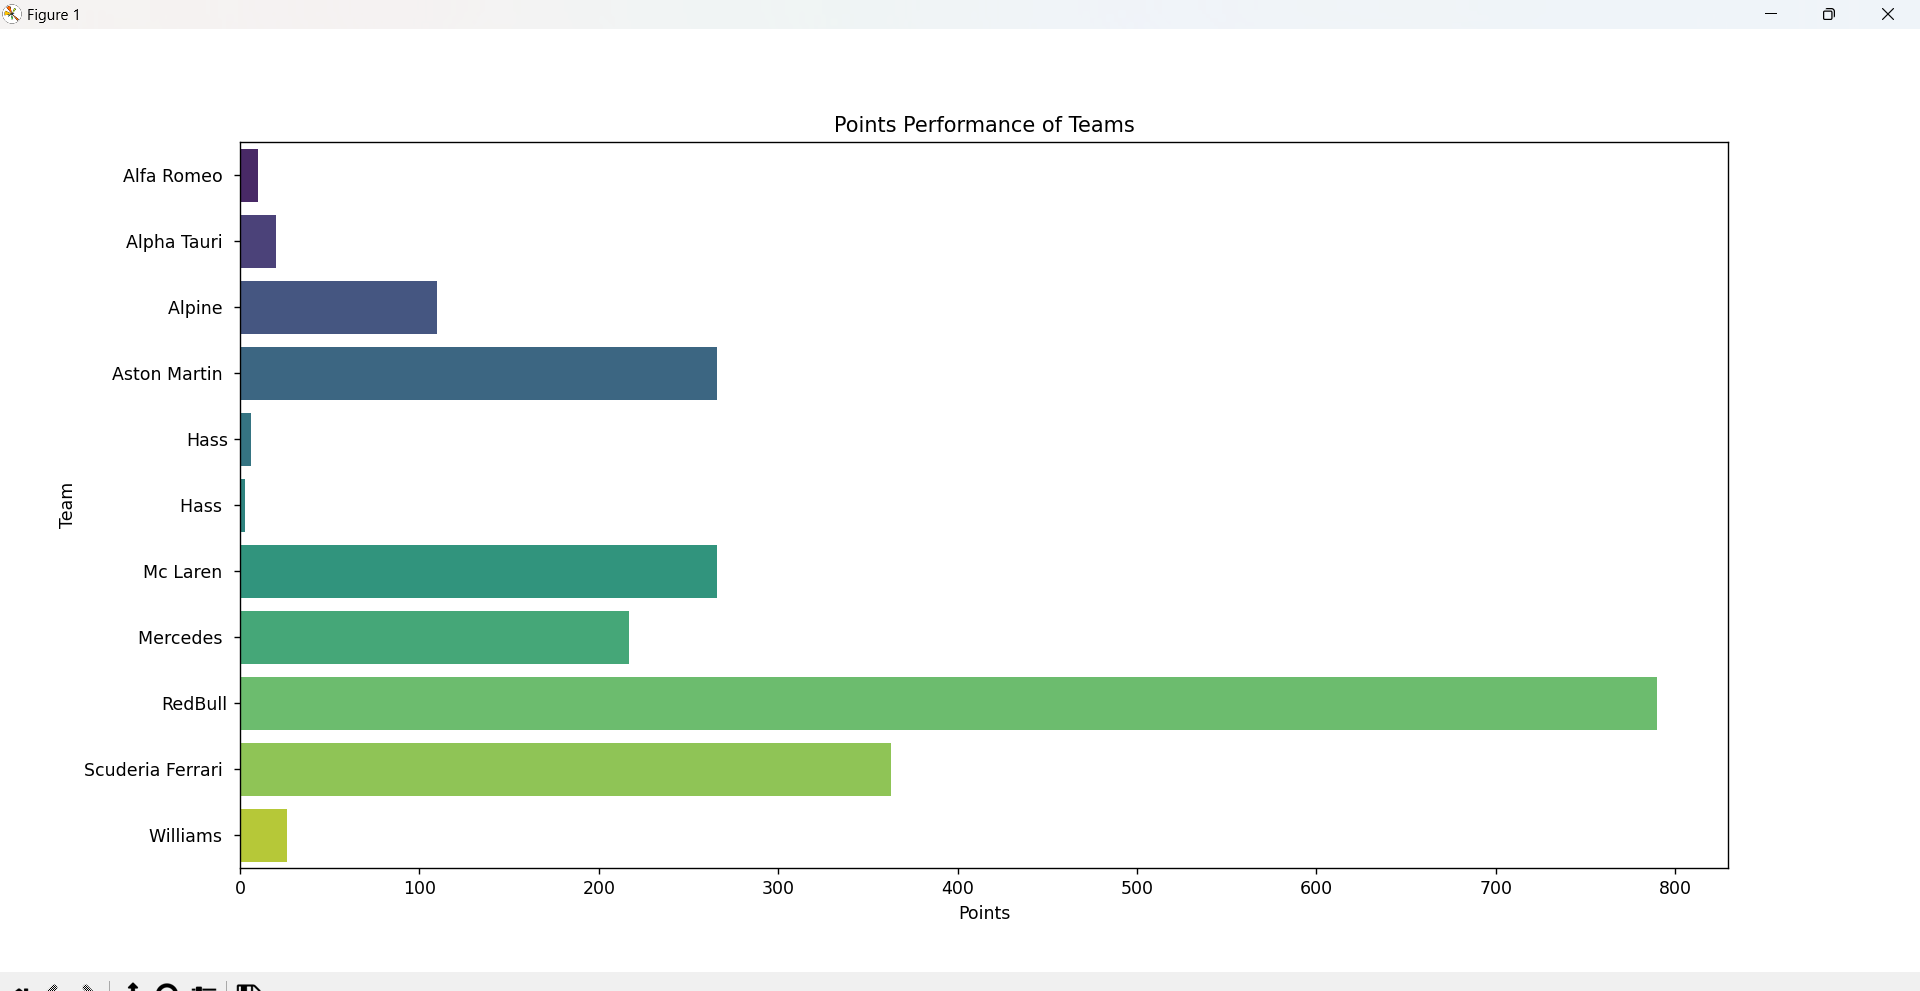 Figure 1
Points Performance of Teams
Alfa Romeo
Alpha Tauri
Alpine
Aston Martin
Hass
Hass
Mc Laren
Mercedes
RedBull
Scuderia Ferrari
Williams
Team
0 100 200 300 400 500 600 700 800
Points